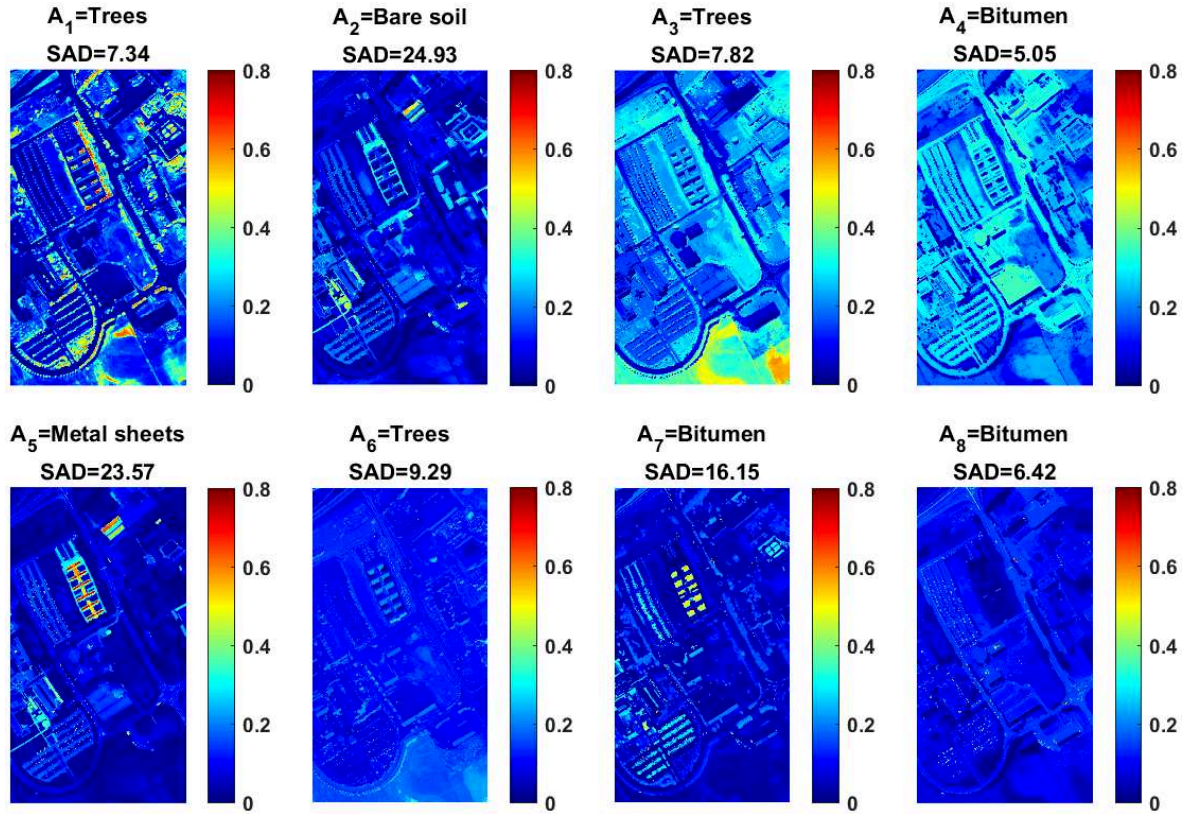 A1=Trees
SAD=7.34
A2=Bare soil
SAD=24.93
A3=Trees
SAD=7.82
A4=Bitumen
SAD=5.05
0.8
0.6
0.4
0.2
0
0.8
0.6
0.4
0.2
0
0.8
0.6
0.4
0.2
0
0.8
0.6
0.4
0.2
0
A5=Metal sheets
SAD=23.57
A6=Trees
SAD=9.29
A7=Bitumen
SAD=16.15
A8=Bitumen
SAD=6.42
0.8
0.6
0.4
0.2
0
0.8
0.6
0.4
0.2
0
0.8
0.6
0.4
0.2
0
0.8
0.6
0.4
0.2
0